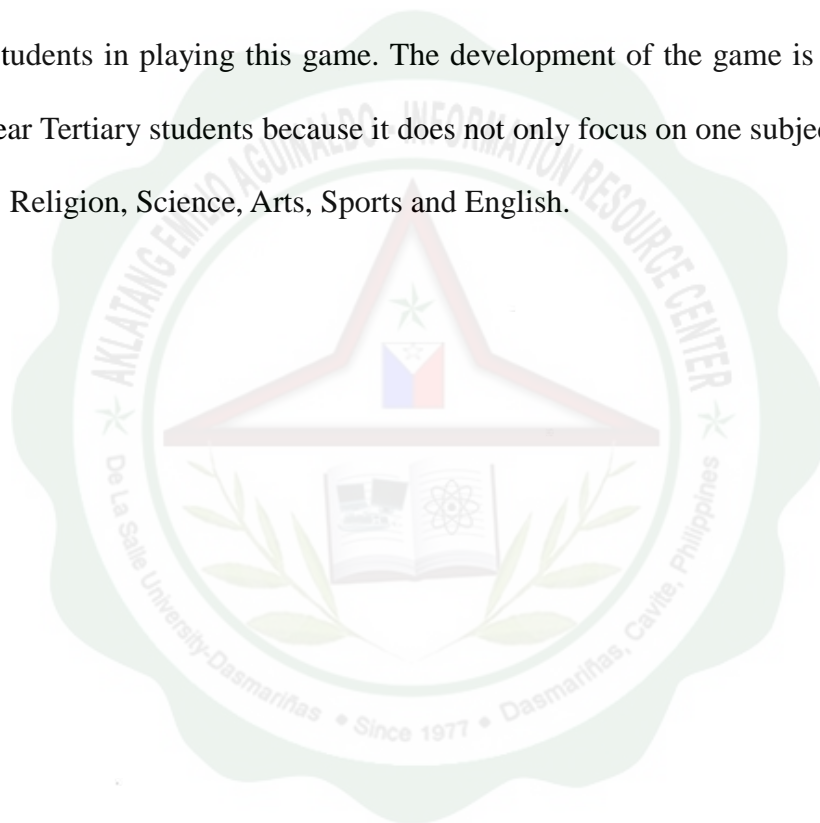 tudents in playing this game. The development of the game is
ear Tertiary students because it does not only focus on one subjec
Religion, Science, Arts, Sports and English.
AKLATANG EMILIO AGUINALDO - INFORMATION RESOURCE CENTER
De La Salle University-Dasmariñas • Since 1977 • Dasmariñas, Cavite, Philippines